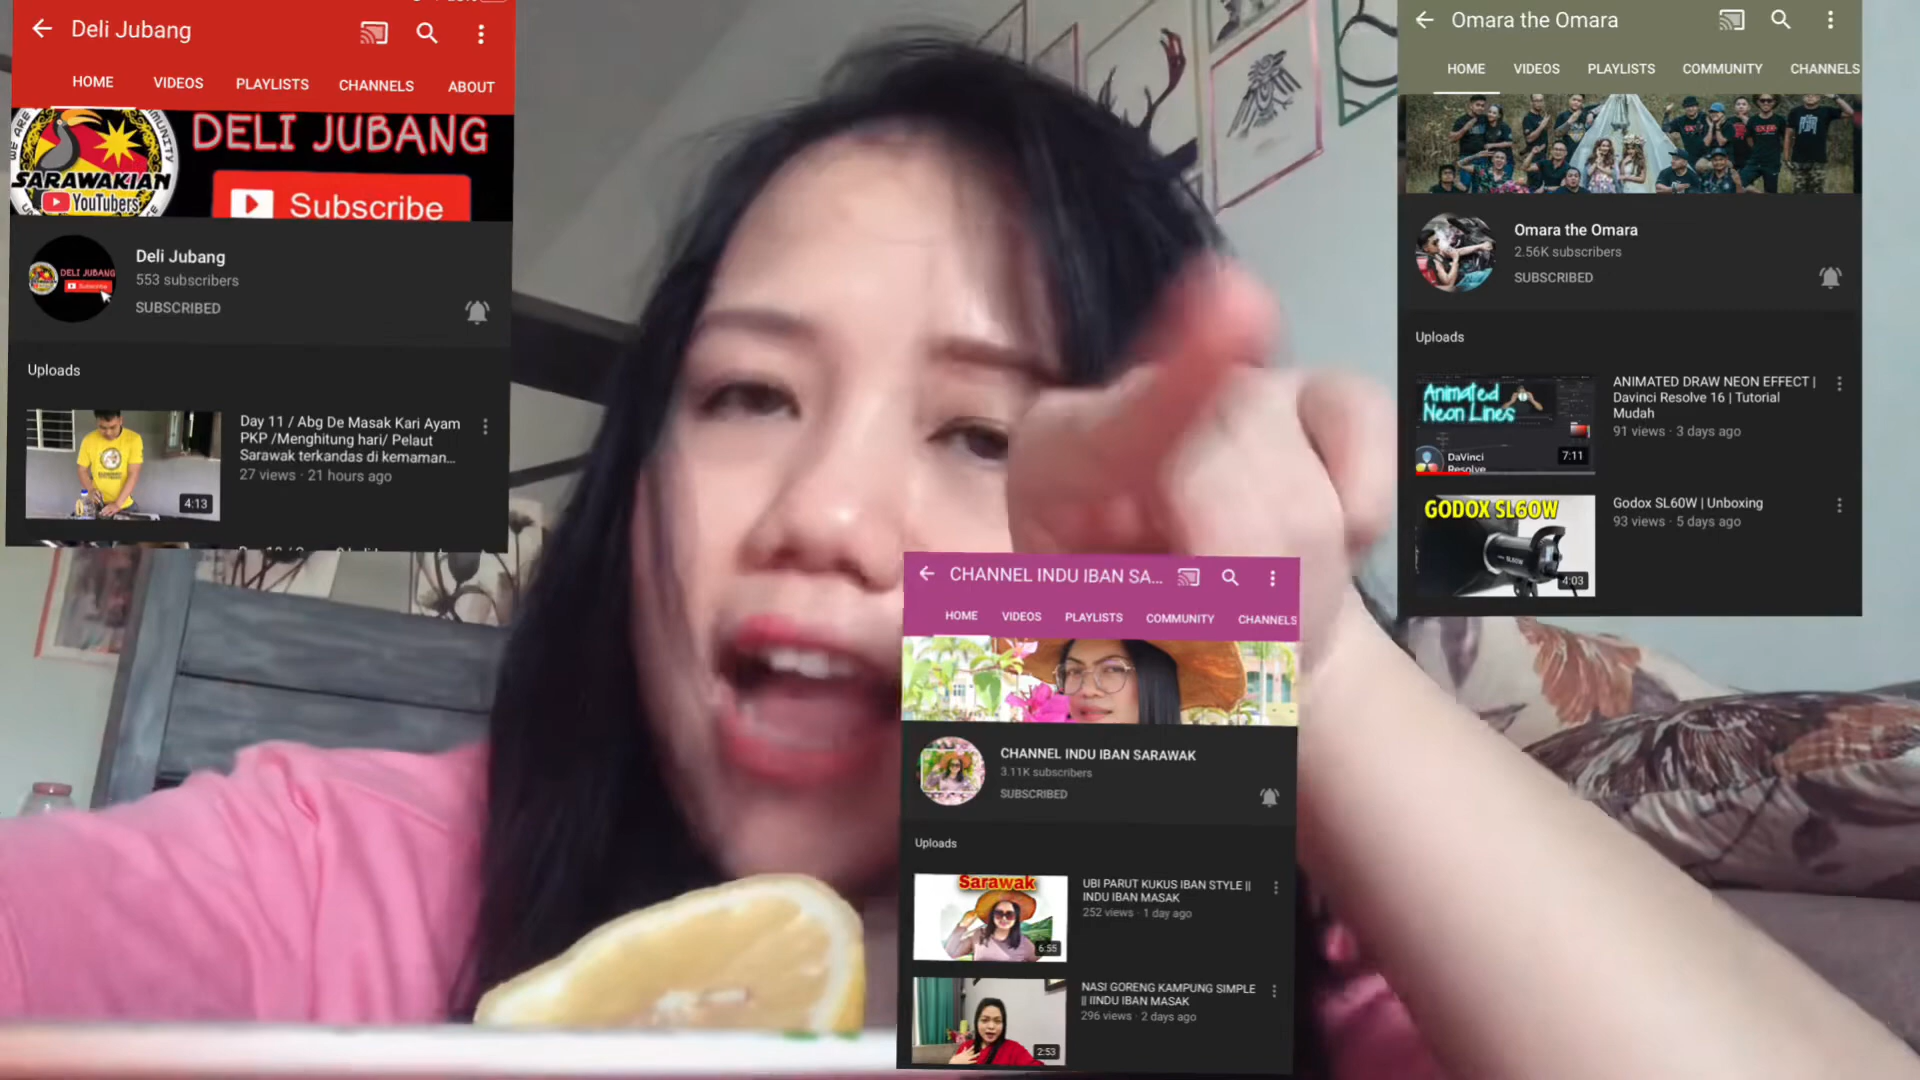 Deli Jubang
HOME VIDEOS PLAYLISTS CHANNELS ABOUT
DELI JUBANG
SARAWAKIAN
YouTubers
Subscribe
DELI JUBANG
Subscribe
Deli Jubang
553 subscribers
SUBSCRIBED
Uploads
Day 11 / Abg De Masak Kari Ayam
PKP /Menghitung hari/ Pelaut
Sarawak terkandas di kemaman...
27 views · 21 hours ago
4:13
Omara the Omara
HOME VIDEOS PLAYLISTS COMMUNITY CHANNELS
Omara the Omara
2.56K subscribers
SUBSCRIBED
Uploads
Animated
Neon Lines
DaVinci
Resolve
7:11
ANIMATED DRAW NEON EFFECT |
Davinci Resolve 16 | Tutorial
Mudah
91 views · 3 days ago
GODOX SL60W
4:03
Godox SL60W | Unboxing
93 views · 5 days ago
CHANNEL INDU IBAN SA...
HOME VIDEOS PLAYLISTS COMMUNITY CHANNELS
CHANNEL INDU IBAN SARAWAK
3.11K subscribers
SUBSCRIBED
Uploads
Sarawak
6:55
UBI PARUT KUKUS IBAN STYLE ||
INDU IBAN MASAK
252 views · 1 day ago
2:53
NASI GORENG KAMPUNG SIMPLE
|| IINDU IBAN MASAK
296 views · 2 days ago